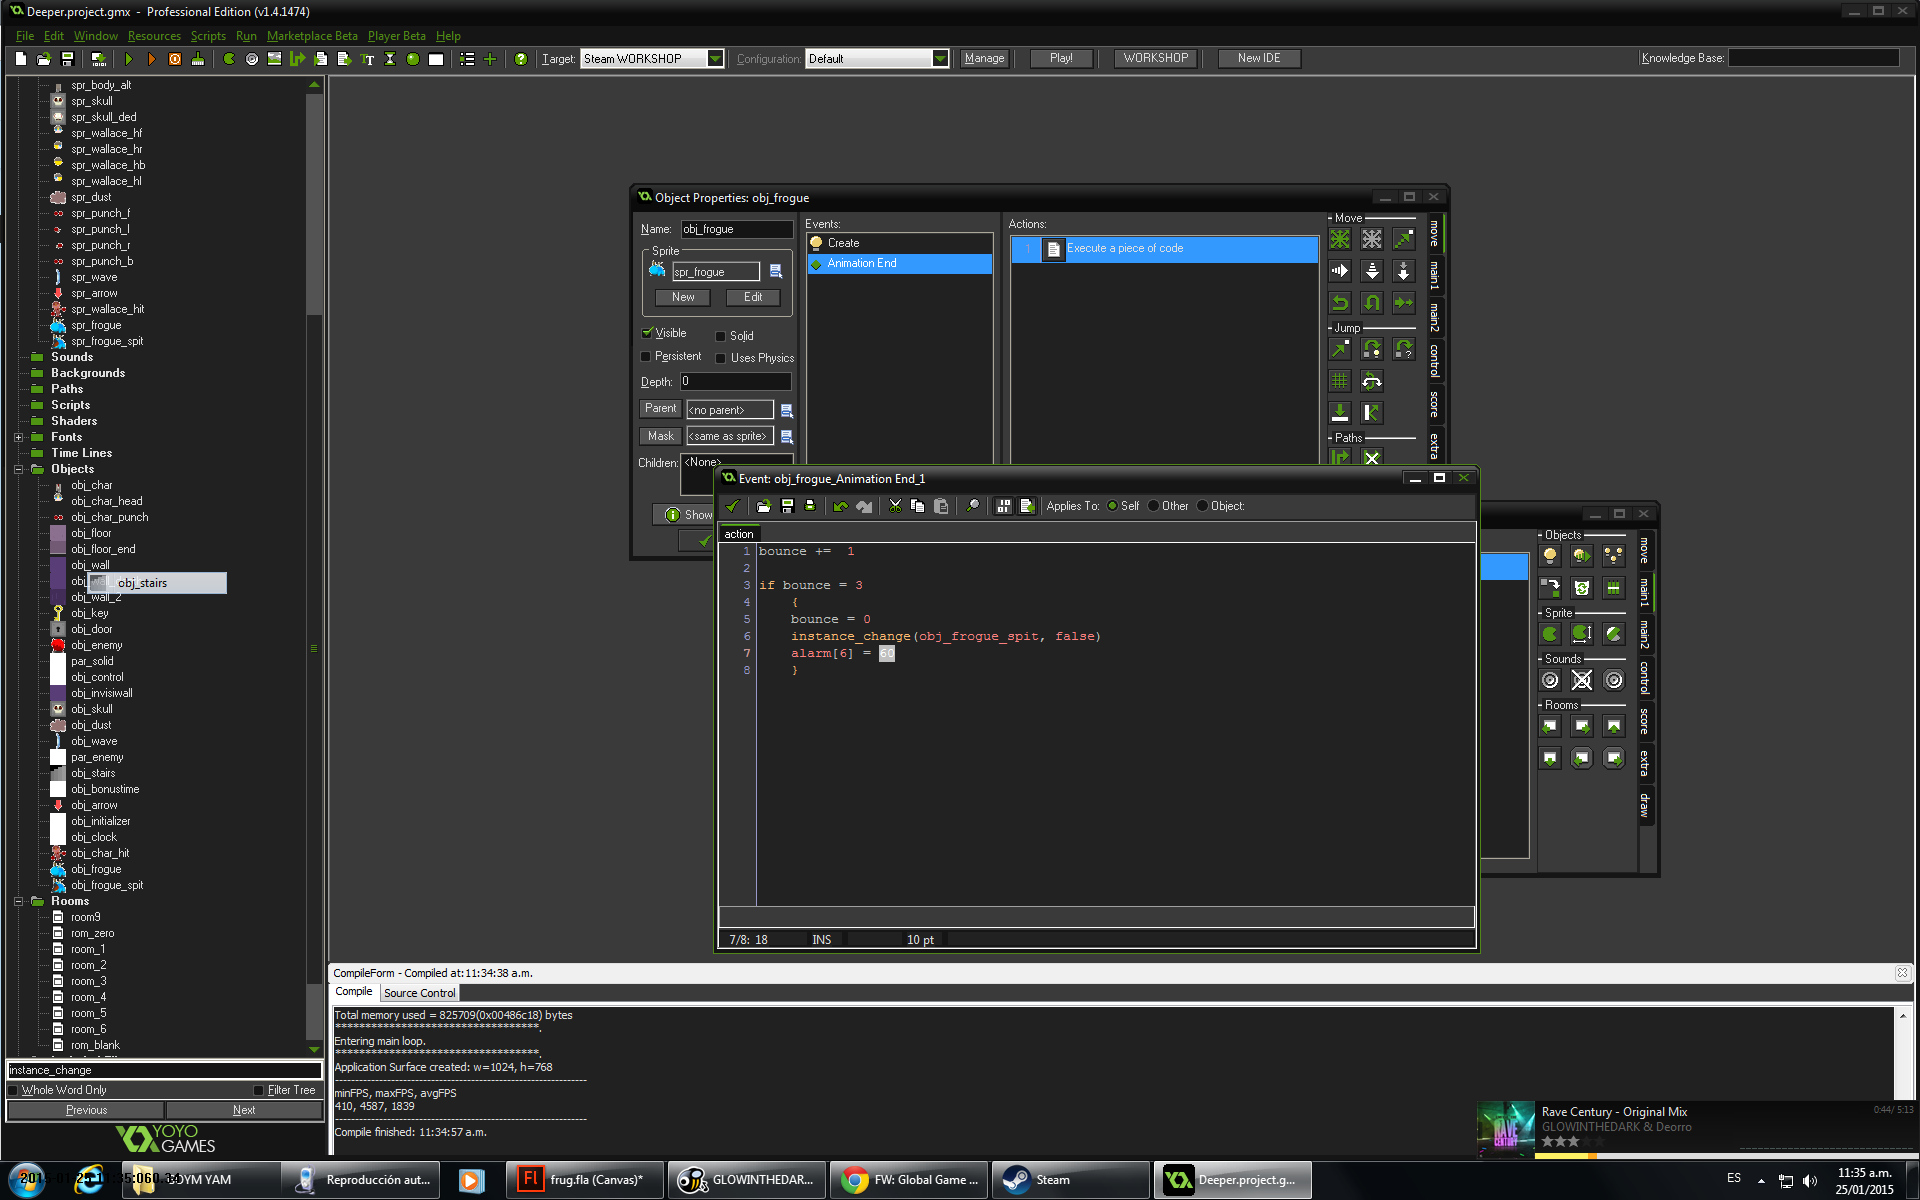 Deeper.project.gmx - Professional Edition (v1.4.1474)
File Edit Window Resources Scripts Run Marketplace Beta Player Beta Help
Target: Steam WORKSHOP Configuration: Default Manage Play! WORKSHOP New IDE Knowledge Base:
spr_body_alt
spr_skull
spr_skull_ded
spr_wallace_hf
spr_wallace_hr
spr_wallace_hb
spr_wallace_hl
spr_dust
spr_punch_f
spr_punch_l
spr_punch_r
spr_punch_b
spr_wave
spr_arrow
spr_wallace_hit
spr_frogue
spr_frogue_spit
Sounds
Backgrounds
Paths
Scripts
Shaders
Fonts
Time Lines
Objects
obj_char
obj_char_head
obj_char_punch
obj_floor
obj_floor_end
obj_wall
obj_stairs
obj_wall_2
obj_key
obj_door
obj_enemy
par_solid
obj_control
obj_invisiwall
obj_skull
obj_dust
obj_wave
par_enemy
obj_stairs
obj_bonustime
obj_arrow
obj_initializer
obj_clock
obj_char_hit
obj_frogue
obj_frogue_spit
Rooms
room9
rom_zero
room_1
room_2
room_3
room_4
room_5
room_6
rom_blank
instance_change
Whole Word Only Filter Tree
Previous Next
YOYO
GAMES
Object Properties: obj_frogue
Name: obj_frogue
Sprite
spr_frogue
New Edit
Visible Solid
Persistent Uses Physics
Depth: 0
Parent <no parent>
Mask <same as sprite>
Children: <None>
Show
Events:
Create
Animation End
Actions:
1 Execute a piece of code
Move
Jump
Paths
move
main1
main2
control
score
extra
Event: obj_frogue_Animation End_1
Applies To: Self Other Object:
action
1 bounce += 1
2
3 if bounce = 3
4 {
5 bounce = 0
6 instance_change(obj_frogue_spit, false)
7 alarm[6] = 60
8 }
7/8: 18 INS 10 pt
Objects
Sprite
Sounds
Rooms
move
main1
main2
control
score
extra
draw
CompileForm - Compiled at:11:34:38 a.m.
Compile Source Control
Total memory used = 825709(0x00486c18) bytes
**********************************.
Entering main loop.
**********************************.
Application Surface created: w=1024, h=768
minFPS, maxFPS, avgFPS
410, 4587, 1839
Compile finished: 11:34:57 a.m.
RAVE CENTURY
Rave Century - Original Mix 0:44/ 5:13
GLOWINTHEDARK & Deorro
YAM Reproducción aut... frug.fla (Canvas)* GLOWINTHEDAR... FW: Global Game ... Steam Deeper.project.g... ES
11:35 a.m.
25/01/2015